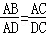 AB/AD = AC/DC